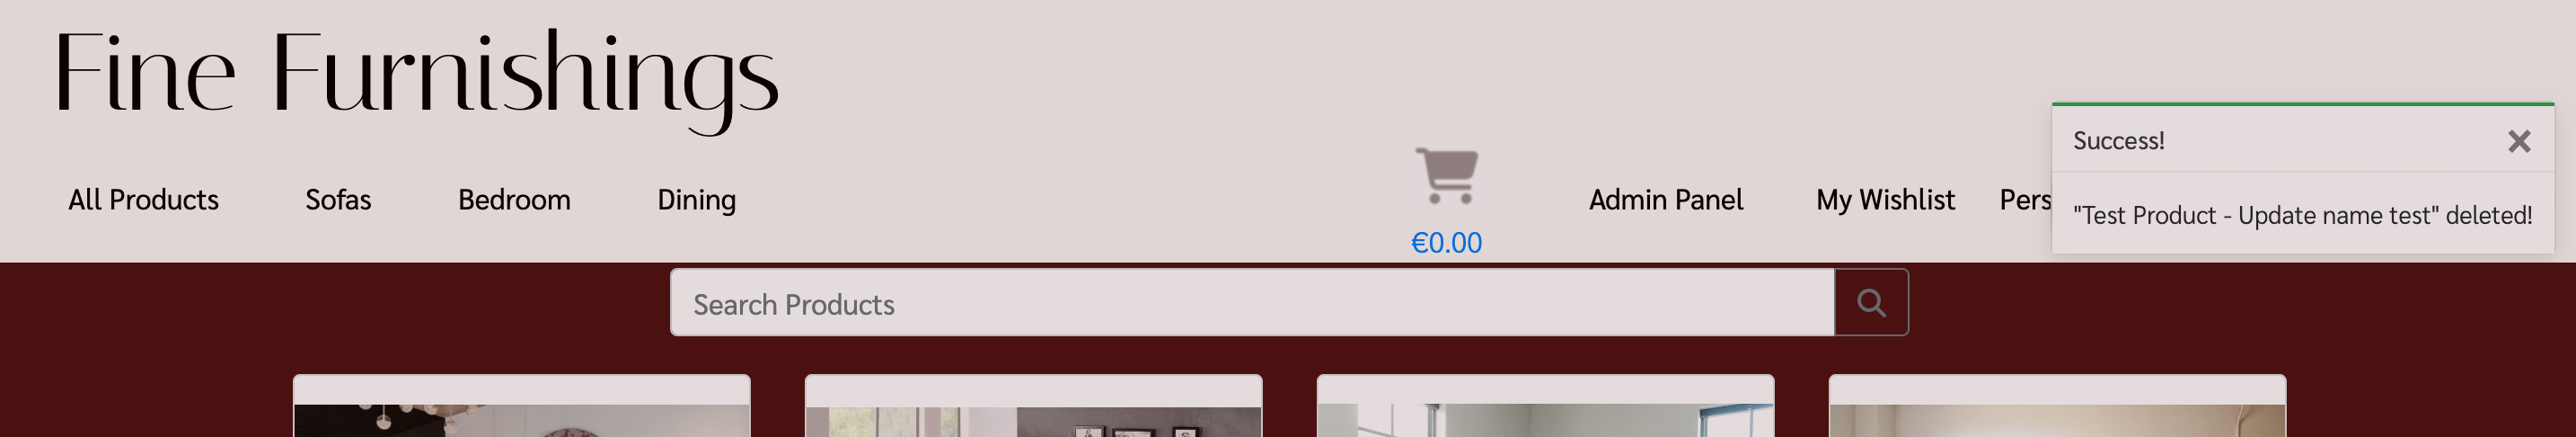 Fine Furnishings
All Products Sofas Bedroom Dining Admin Panel My Wishlist Pers
€0.00
Success!
"Test Product - Update name test" deleted!
Search Products